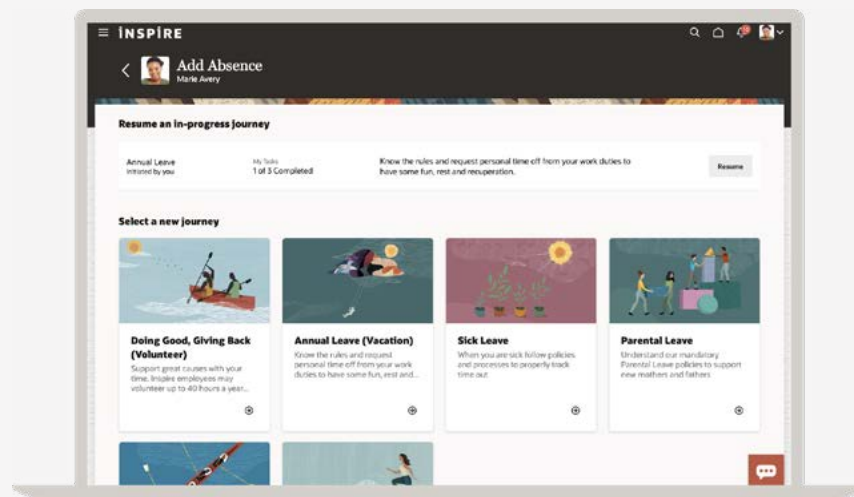 INSPIRE
Add Absence
Marie Avery
Resume an in-progress journey
Annual Leave
Initiated by you
My Tasks
1 of 3 Completed
Know the rules and request personal time off from your work duties to
have some fun, rest and recuperation.
Resume
Select a new journey
Doing Good, Giving Back
(Volunteer)
Support great causes with your
time. Inspire employees may
volunteer up to 40 hours a year...
Annual Leave (Vacation)
Know the rules and request
personal time off from your work
duties to have some fun, rest and...
Sick Leave
When you are sick follow policies
and processes to properly track
time out
Parental Leave
Understand our mandatory
Parental Leave policies to support
new mothers and fathers